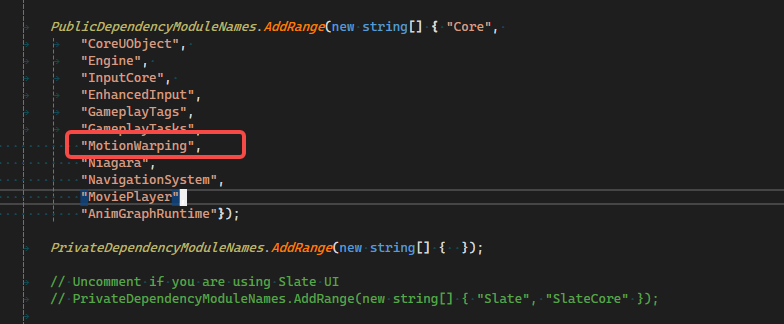 PublicDependencyModuleNames.AddRange(new string[] { "Core",
"CoreUObject",
"Engine",
"InputCore",
"EnhancedInput",
"GameplayTags",
"GameplayTasks",
"MotionWarping",
"Niagara",
"NavigationSystem",
"MoviePlayer"
"AnimGraphRuntime"});
PrivateDependencyModuleNames.AddRange(new string[] { });
// Uncomment if you are using Slate UI
// PrivateDependencyModuleNames.AddRange(new string[] { "Slate", "SlateCore" });